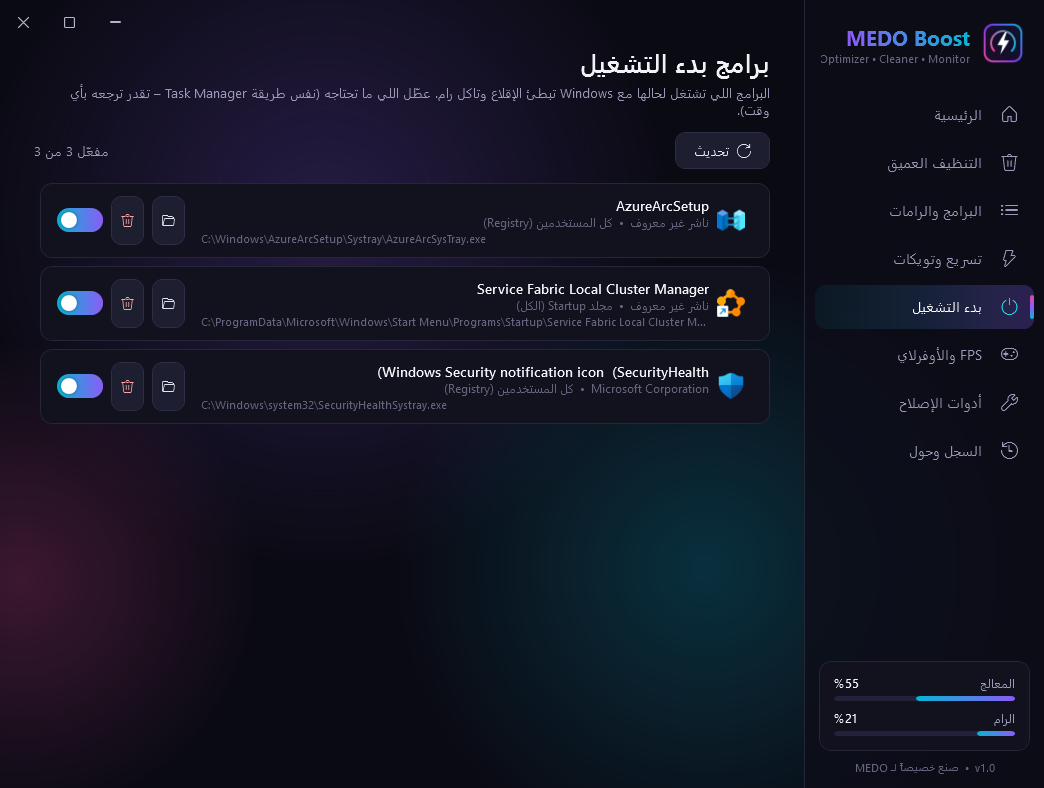 MEDO Boost
Optimizer • Cleaner • Monitor
الرئيسية
التنظيف العميق
البرامج والرامات
تسريع وتويكات
بدء التشغيل
FPS والأوفرلاي
أدوات الإصلاح
السجل وحول
المعالج
%55
الرام
%21
v1.0 • صنع خصيصاً لـ MEDO
برامج بدء التشغيل
البرامج اللي تشتغل لحالها مع Windows تبطئ الإقلاع وتاكل رام. عطّل اللي ما تحتاجه (نفس طريقة Task Manager – تقدر ترجعه بأي
وقت).
تحديث
مفعّل 3 من 3
AzureArcSetup
ناشر غير معروف • كل المستخدمين (Registry)
C:\Windows\AzureArcSetup\Systray\AzureArcSysTray.exe
Service Fabric Local Cluster Manager
ناشر غير معروف • مجلد Startup (الكل)
C:\ProgramData\Microsoft\Windows\Start Menu\Programs\Startup\Service Fabric Local Cluster M...
(Windows Security notification icon (SecurityHealth
Microsoft Corporation • كل المستخدمين (Registry)
C:\Windows\system32\SecurityHealthSystray.exe